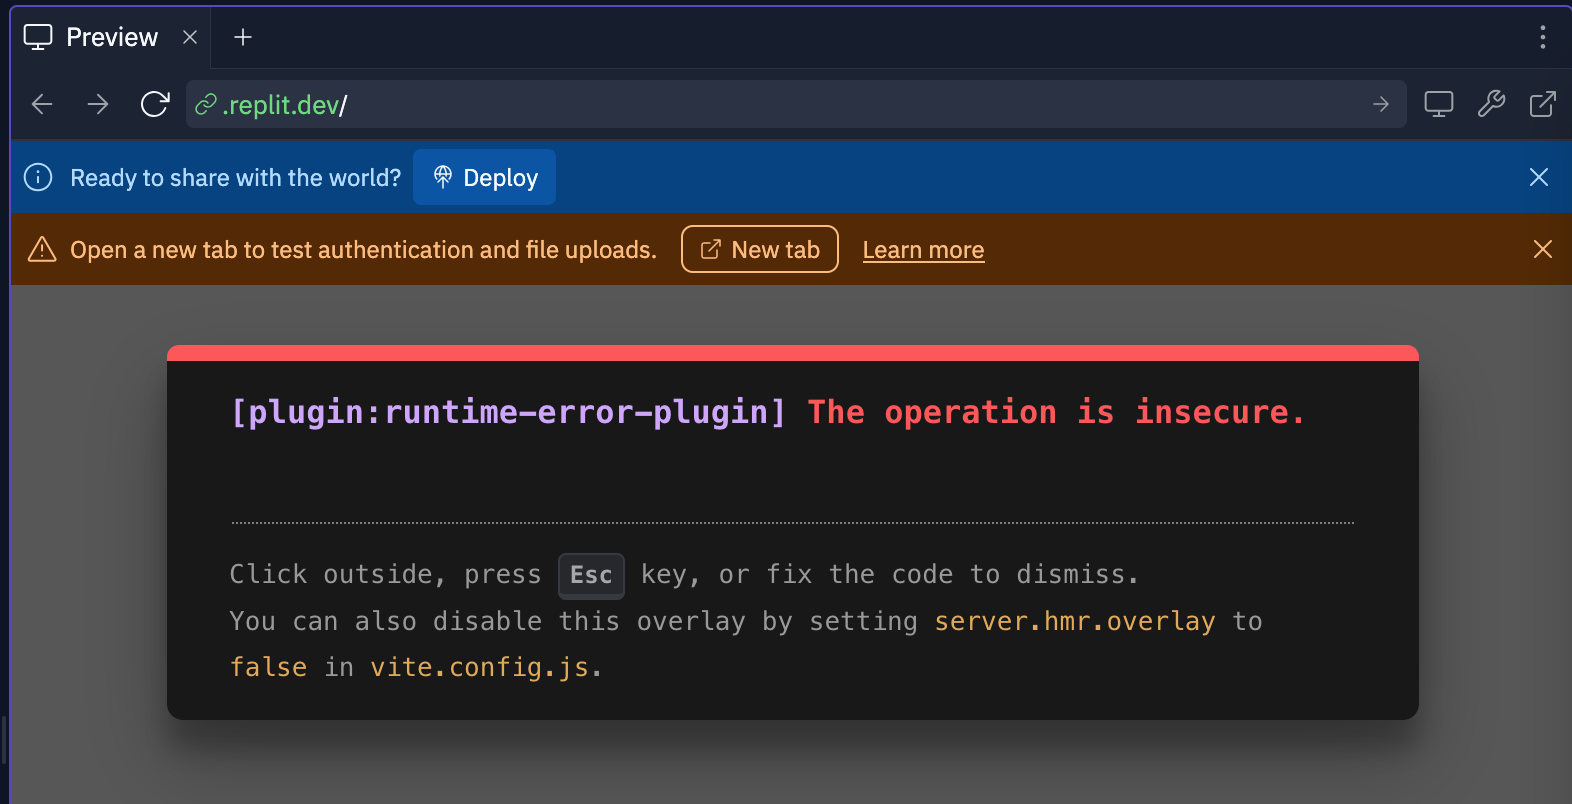 Preview
.replit.dev/
Ready to share with the world? Deploy
Open a new tab to test authentication and file uploads. New tab Learn more
[plugin:runtime-error-plugin] The operation is insecure.
Click outside, press Esc key, or fix the code to dismiss.
You can also disable this overlay by setting server.hmr.overlay to
false in vite.config.js.